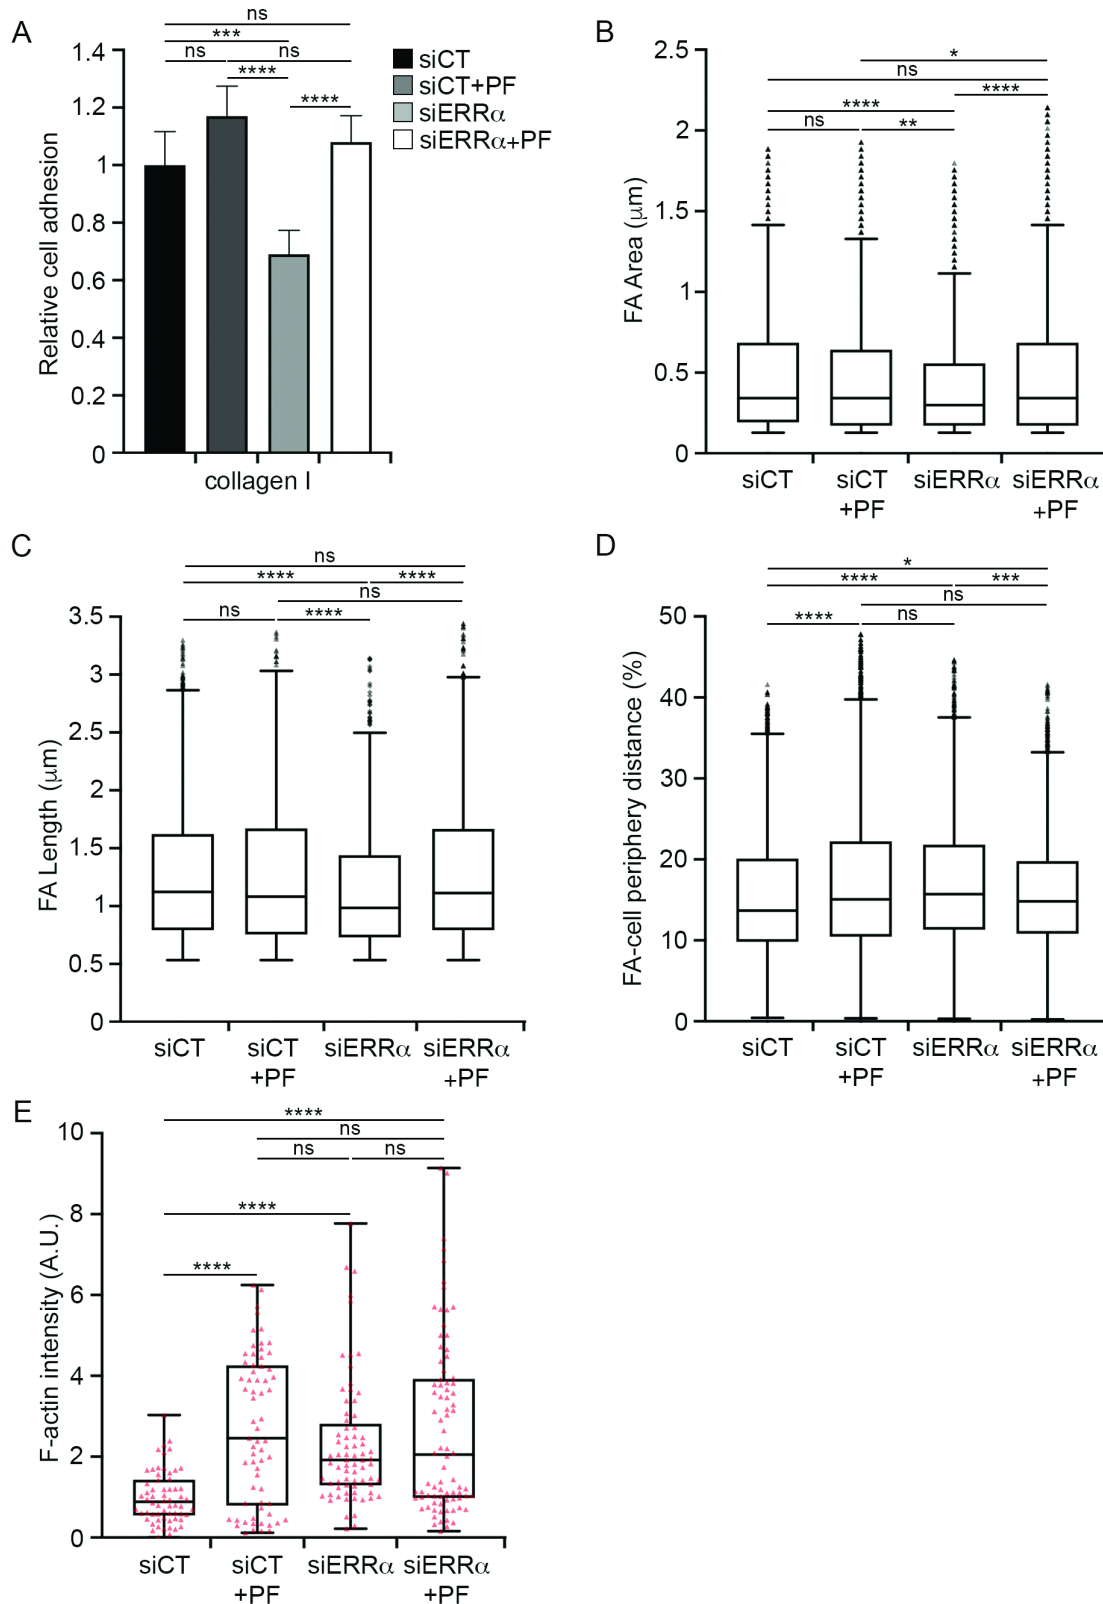 A
ns
***
ns ns
****
****
1.4
1.2
1
0.8
0.6
0.4
0.2
0
Relative cell adhesion
collagen I
siCT
siCT+PF
siERRα
siERRα+PF
B
*
ns
****
****
ns **
2.5
2
1.5
1
0.5
0
FA Area (μm)
siCT siCT siERRα siERRα
+PF +PF
C
ns
**** ****
ns
ns ****
3.5
3
2.5
2
1.5
1
0.5
0
FA Length (μm)
siCT siCT siERRα siERRα
+PF +PF
D
*
**** ***
ns
**** ns
50
40
30
20
10
0
FA-cell periphery distance (%)
siCT siCT siERRα siERRα
+PF +PF
E
****
ns
ns ns
****
****
10
8
6
4
2
0
F-actin intensity (A.U.)
siCT siCT siERRα siERRα
+PF +PF